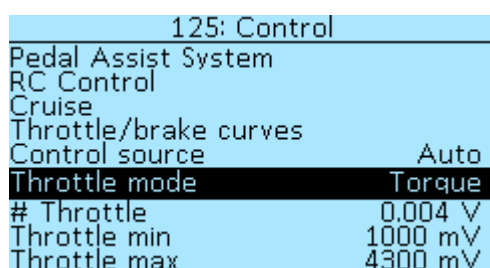 125: Control
Pedal Assist System
RC Control
Cruise
Throttle/brake curves
Control source Auto
Throttle mode Torque
# Throttle 0.004 V
Throttle min 1000 mV
Throttle max 4300 mV